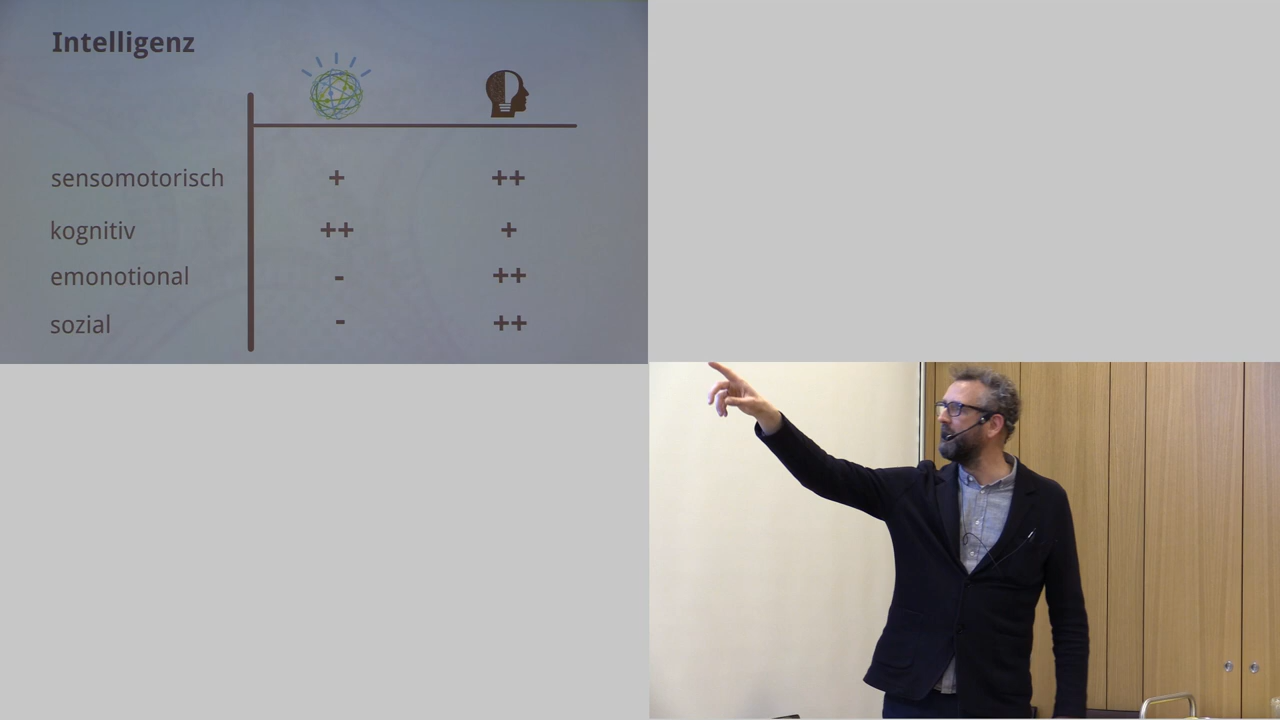 Intelligenz
sensomotorisch + ++
kognitiv ++ +
emonotional - ++
sozial - ++